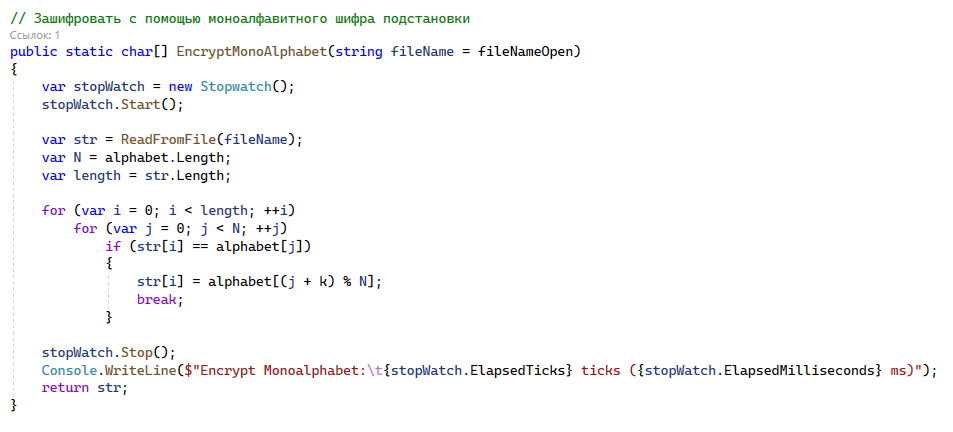 // Зашифровать с помощью моноалфавитного шифра подстановки
Ссылок: 1
public static char[] EncryptMonoAlphabet(string fileName = fileNameOpen)
{
    var stopWatch = new Stopwatch();
    stopWatch.Start();

    var str = ReadFromFile(fileName);
    var N = alphabet.Length;
    var length = str.Length;

    for (var i = 0; i < length; ++i)
        for (var j = 0; j < N; ++j)
            if (str[i] == alphabet[j])
            {
                str[i] = alphabet[(j + k) % N];
                break;
            }

    stopWatch.Stop();
    Console.WriteLine($"Encrypt Monoalphabet:\t{stopWatch.ElapsedTicks} ticks ({stopWatch.ElapsedMilliseconds} ms)");
    return str;
}